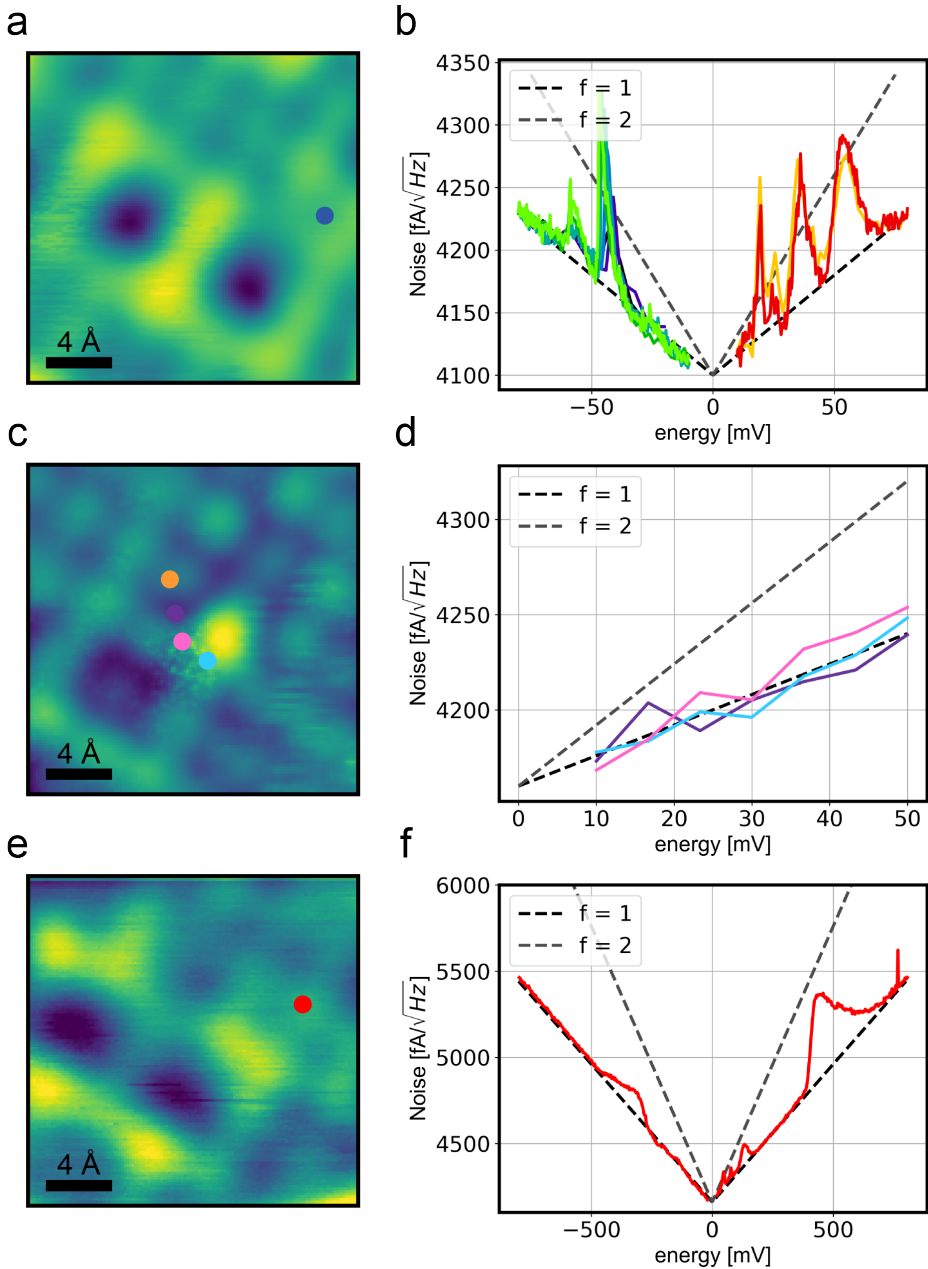 a
4 Å
b
4350
4300
4250
4200
4150
4100
Noise [fA/√Hz]
f = 1
f = 2
−50
0
50
energy [mV]
c
4 Å
d
4300
4250
4200
Noise [fA/√Hz]
f = 1
f = 2
0
10
20
30
40
50
energy [mV]
e
4 Å
f
6000
5500
5000
4500
Noise [fA/√Hz]
f = 1
f = 2
−500
0
500
energy [mV]